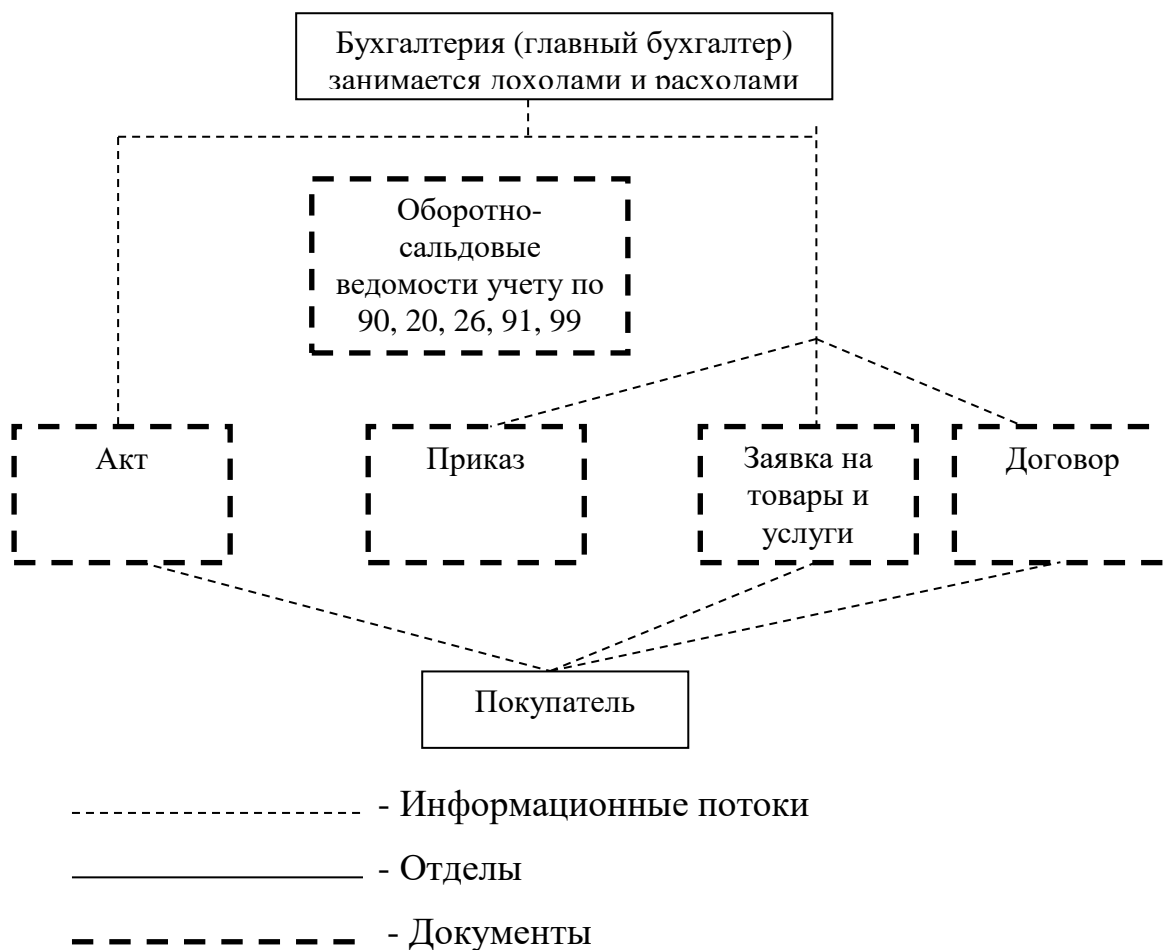 Бухгалтерия (главный бухгалтер)
занимается доходами и расходами
Оборотно-
сальдовые
ведомости учету по
90, 20, 26, 91, 99
Акт
Приказ
Заявка на
товары и
услуги
Договор
Покупатель
- Информационные потоки
- Отделы
- Документы